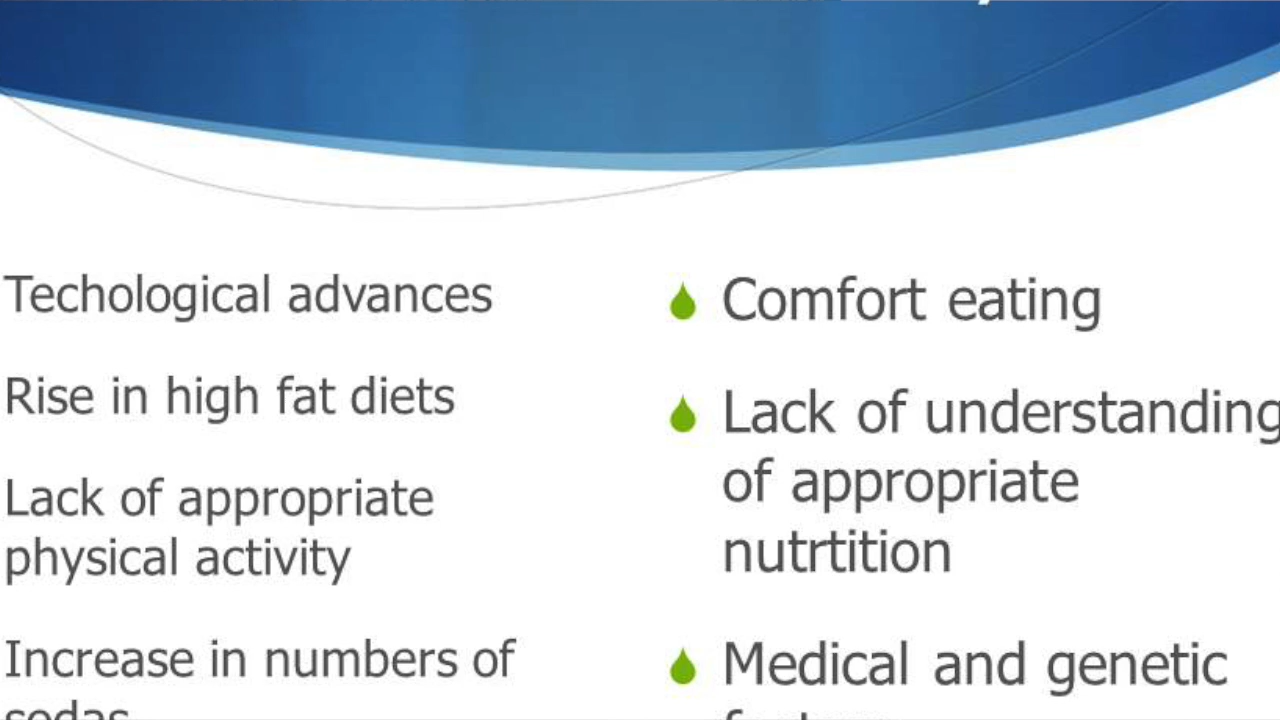 Techological advances
Rise in high fat diets
Lack of appropriate
physical activity
Increase in numbers of
sodas
Comfort eating
Lack of understanding
of appropriate
nutrtition
Medical and genetic